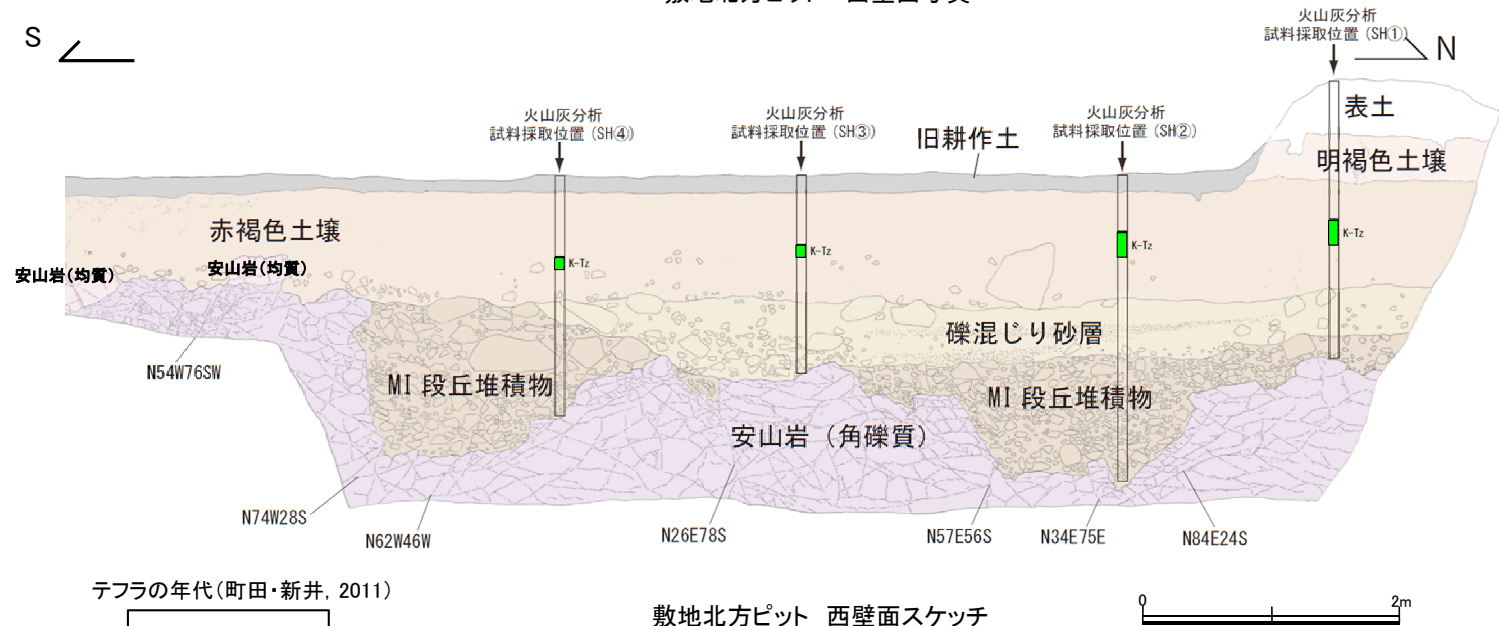 S
火山灰分析
試料採取位置 (SH①)
N
火山灰分析
試料採取位置 (SH④)
火山灰分析
試料採取位置 (SH③)
旧耕作土
火山灰分析
試料採取位置 (SH②)
表土
明褐色土壌
赤褐色土壌
安山岩(均質)
安山岩(均質)
K-Tz
K-Tz
K-Tz
K-Tz
礫混じり砂層
N54W76SW
MI 段丘堆積物
MI 段丘堆積物
安山岩（角礫質）
N74W28S
N62W46W
N26E78S
N57E56S
N34E75E
N84E24S
テフラの年代(町田・新井, 2011)
敷地北方ピット 西壁面スケッチ
0
2m